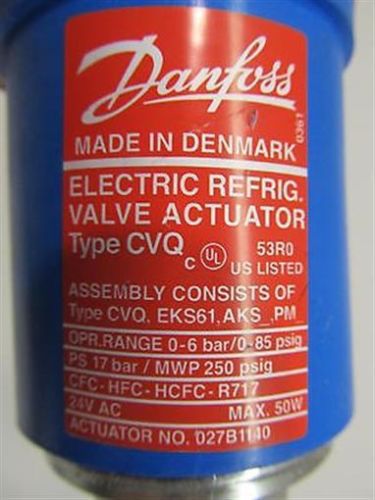 Danfoss
0361
MADE IN DENMARK
ELECTRIC REFRIG.
VALVE ACTUATOR
Type CVQ
53R0
C UL US LISTED
ASSEMBLY CONSISTS OF
Type CVQ, EKS61, AKS_,PM
OPR.RANGE 0-6 bar/0-85 psig
PS 17 bar / MWP 250 psig
CFC-HFC-HCFC-R717
24V AC MAX. 50W
ACTUATOR NO. 027B1140